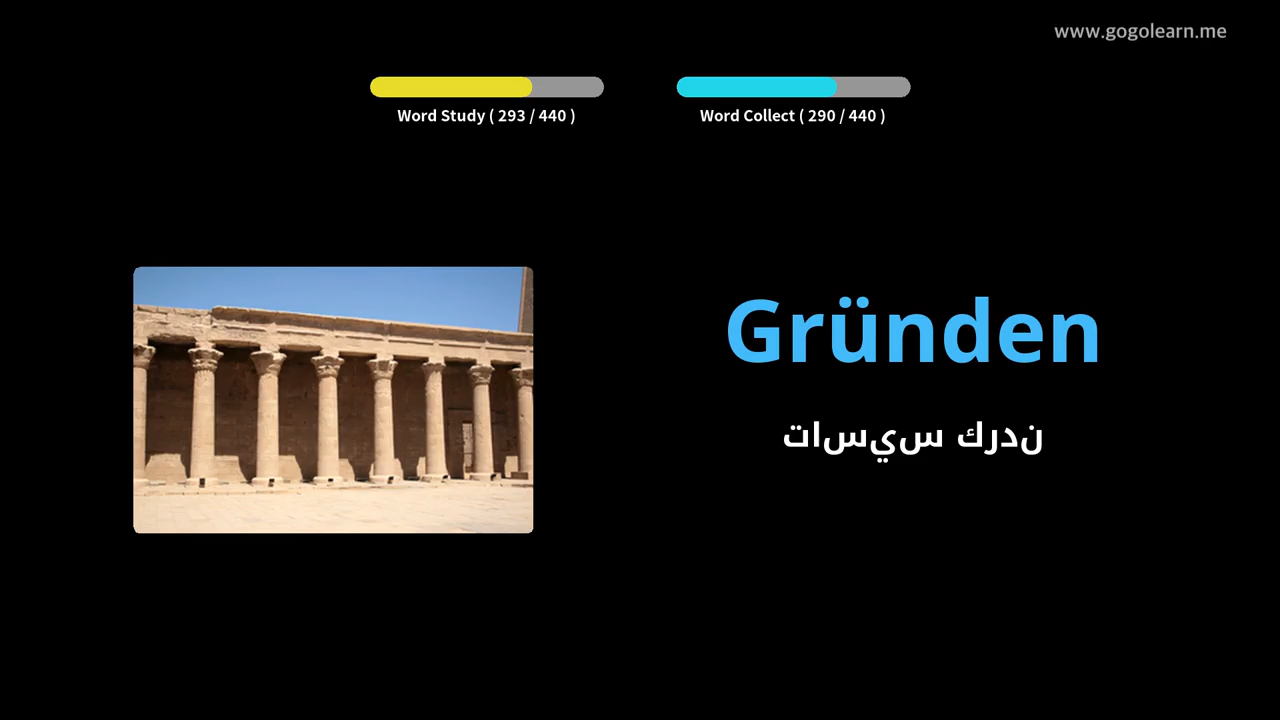 www.gogolearn.me
Word Study ( 293 / 440 )
Word Collect ( 290 / 440 )
Gründen
ندرك سيسات